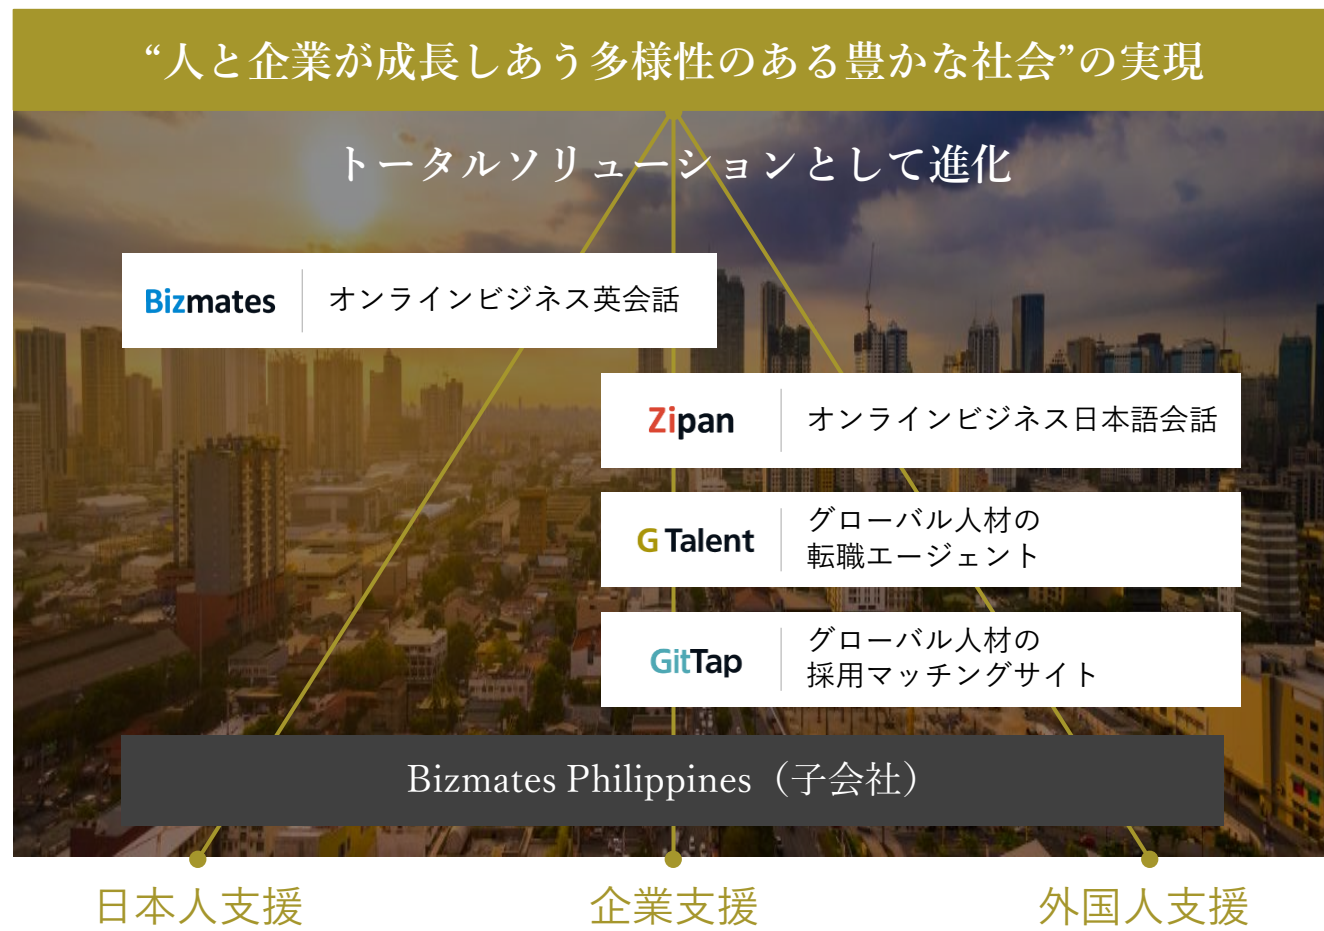 “人と企業が成長しあう多様性のある豊かな社会”の実現
トータルソリューションとして進化
Bizmates オンラインビジネス英会話
Zipan オンラインビジネス日本語会話
G Talent グローバル人材の
転職エージェント
GitTap グローバル人材の
採用マッチングサイト
Bizmates Philippines（子会社）
日本人支援 企業支援 外国人支援